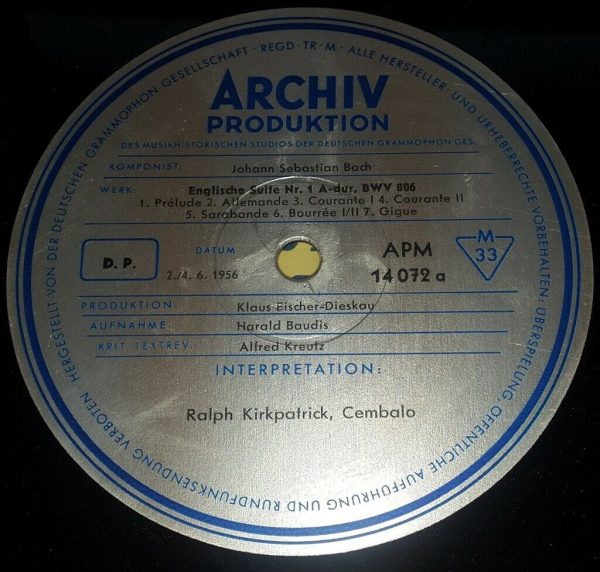 HERGESTELLT VON DER DEUTSCHEN GRAMMOPHON GESELLSCHAFT · REGD · TR · M · ALLE HERSTELLER- UND URHEBERRECHTE VORBEHALTEN: ÜBERSPIELUNG, ÖFFENTLICHE AUFFÜHRUNG UND RUNDFUNKSENDUNG VERBOTEN.
ARCHIV
PRODUKTION
DES MUSIKHISTORISCHEN STUDIOS DER DEUTSCHEN GRAMMOPHON GES.
KOMPONIST: Johann Sebastian Bach
WERK: Englische Suite Nr. 1 A-dur, BWV 806
1. Prélude 2. Allemande 3. Courante I 4. Courante II
5. Sarabande 6. Bourrée I/II 7. Gique
D. P.
DATUM
2./4. 6. 1956
APM
14 072 a
M
33
PRODUKTION: Klaus Fischer-Dieskau
AUFNAHME: Harald Baudis
KRIT. TEXTREV.: Alfred Kreutz
INTERPRETATION:
Ralph Kirkpatrick, Cembalo